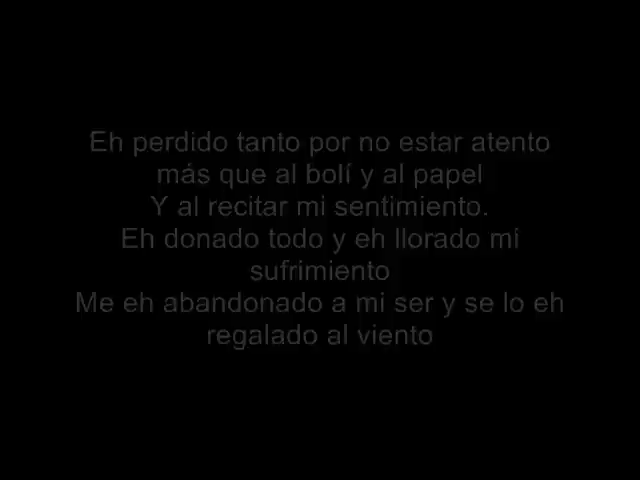 Eh perdido tanto por no estar atento
más que al bolí y al papel
Y al recitar mi sentimiento.
Eh donado todo y eh llorado mi
sufrimiento
Me eh abandonado a mi ser y se lo eh
regalado al viento